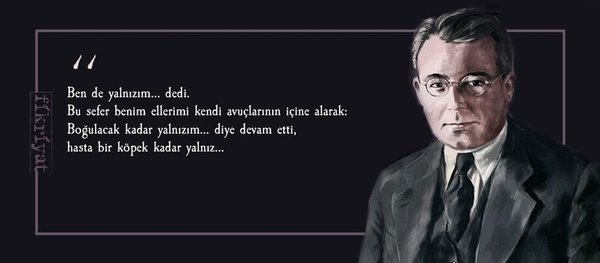 “
Ben de yalnızım... dedi.
Bu sefer benim ellerimi kendi avuçlarının içine alarak:
Boğulacak kadar yalnızım... diye devam etti,
hasta bir köpek kadar yalnız...
fikriyat